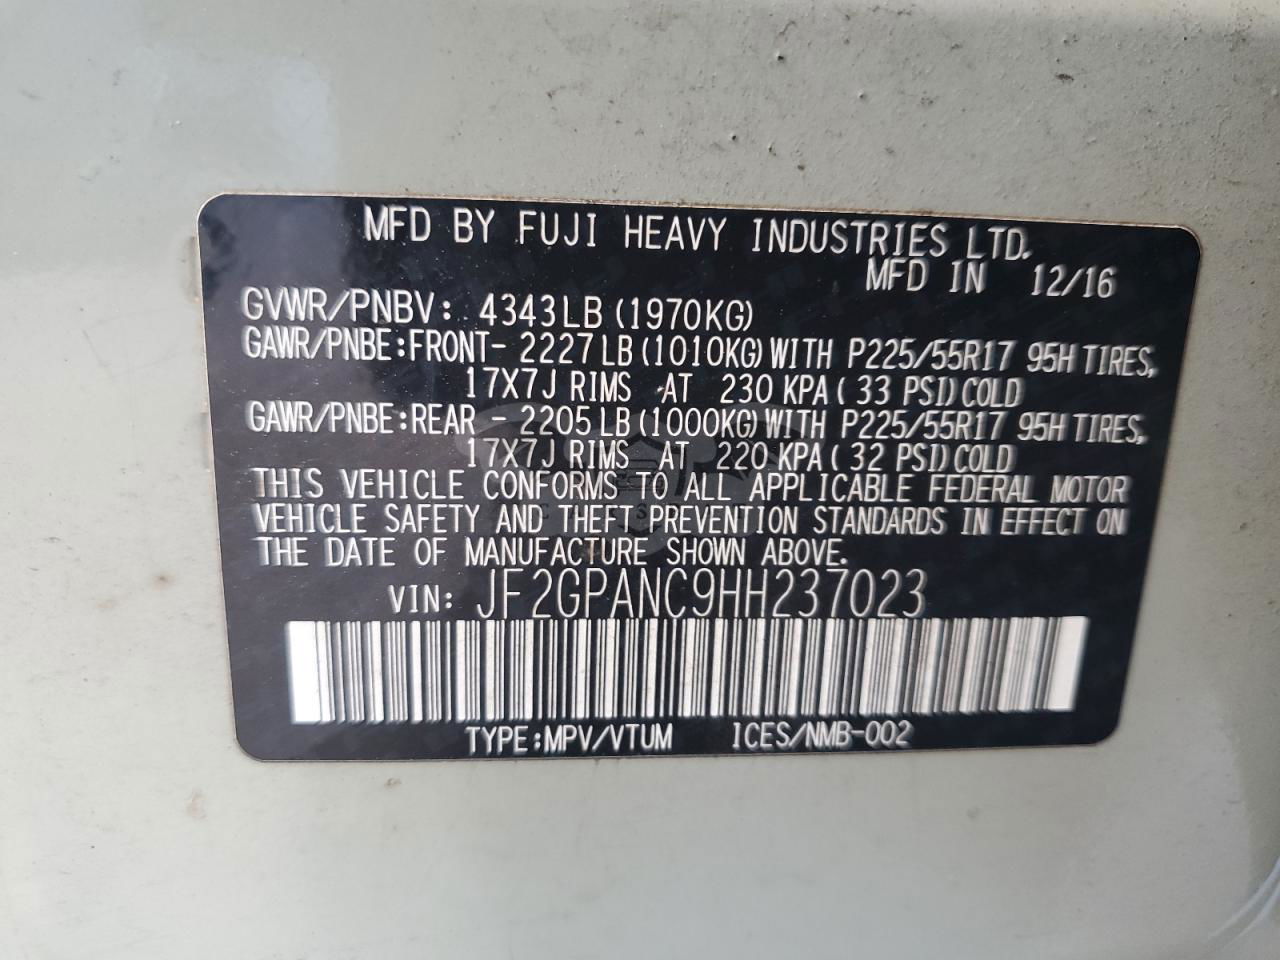 MFD BY FUJI HEAVY INDUSTRIES LTD.
MFD IN 12/16
GVWR/PNBV: 4343LB (1970KG)
GAWR/PNBE:FRONT- 2227LB(1010KG)WITH P225/55R17 95H TIRES,
17X7J RIMS AT 230 KPA( 33 PSI)COLD
GAWR/PNBE:REAR - 2205LB(1000KG)WITH P225/55R17 95H TIRES,
17X7J RIMS AT 220 KPA( 32 PSI)COLD
THIS VEHICLE CONFORMS TO ALL APPLICABLE FEDERAL MOTOR
VEHICLE SAFETY AND THEFT PREVENTION STANDARDS IN EFFECT ON
THE DATE OF MANUFACTURE SHOWN ABOVE.
VIN: JF2GPANC9HH237023
TYPE:MPV/VTUM ICES/NMB-002